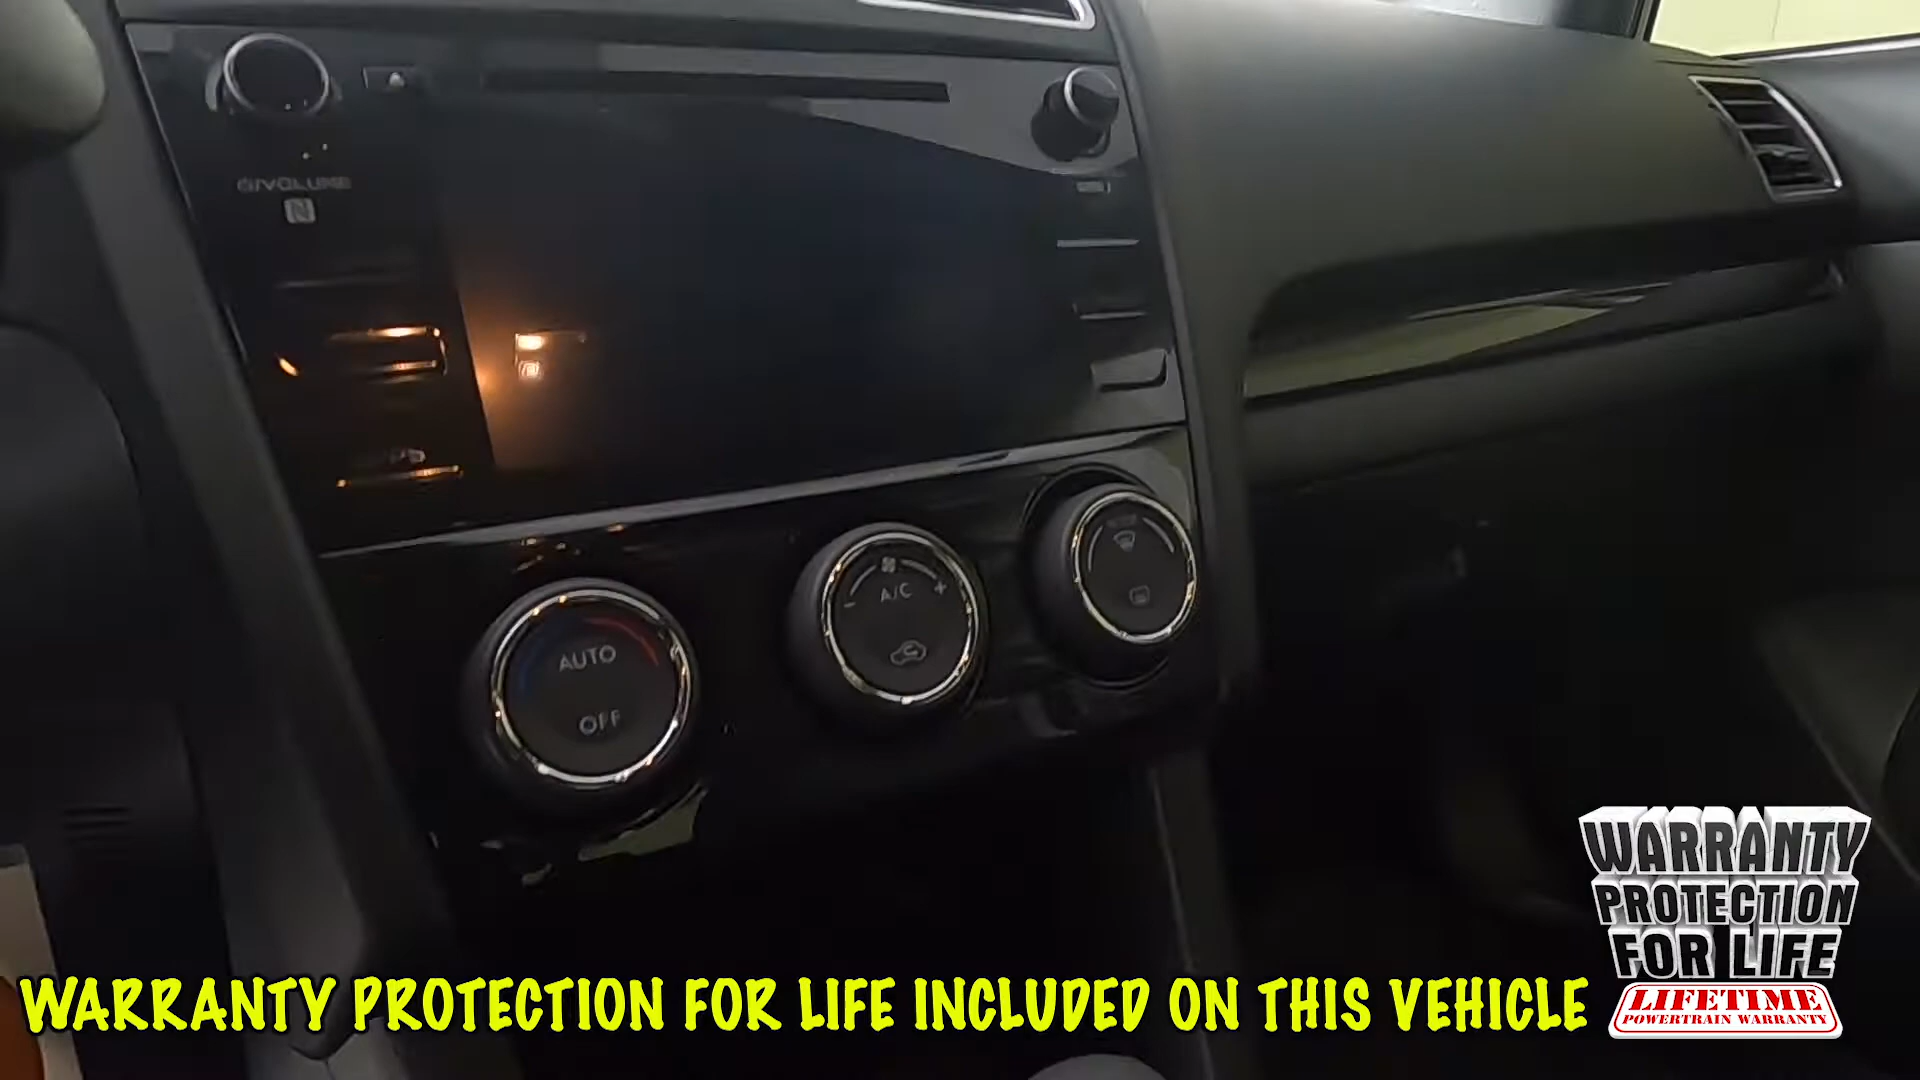 ⏻/VOLUME
N
AUTO
OFF
A/C
- +
WARRANTY
PROTECTION
FOR LIFE
LIFETIME
POWERTRAIN WARRANTY
WARRANTY PROTECTION FOR LIFE INCLUDED ON THIS VEHICLE